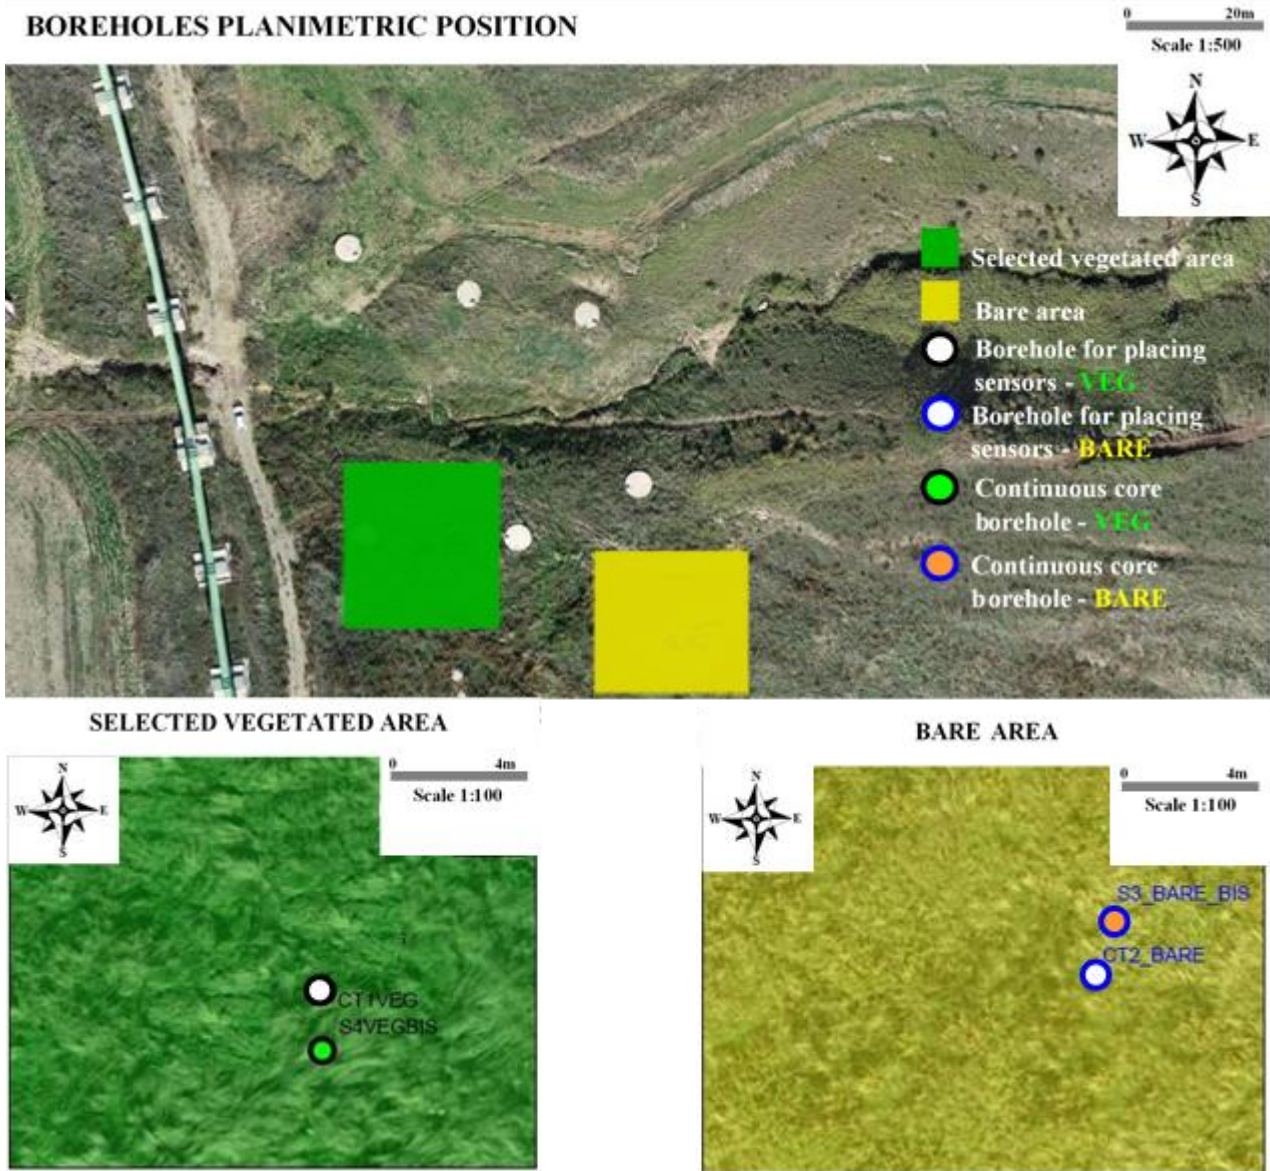 BOREHOLES PLANIMETRIC POSITION
0 20m
Scale 1:500
N
W E
S
Selected vegetated area
Bare area
Borehole for placing
sensors - VEG
Borehole for placing
sensors - BARE
Continuous core
borehole - VEG
Continuous core
borehole - BARE
SELECTED VEGETATED AREA
N
W E
S
0 4m
Scale 1:100
CT1VEG
S4VEGBIS
BARE AREA
N
W E
S
0 4m
Scale 1:100
S3_BARE_BIS
CT2_BARE